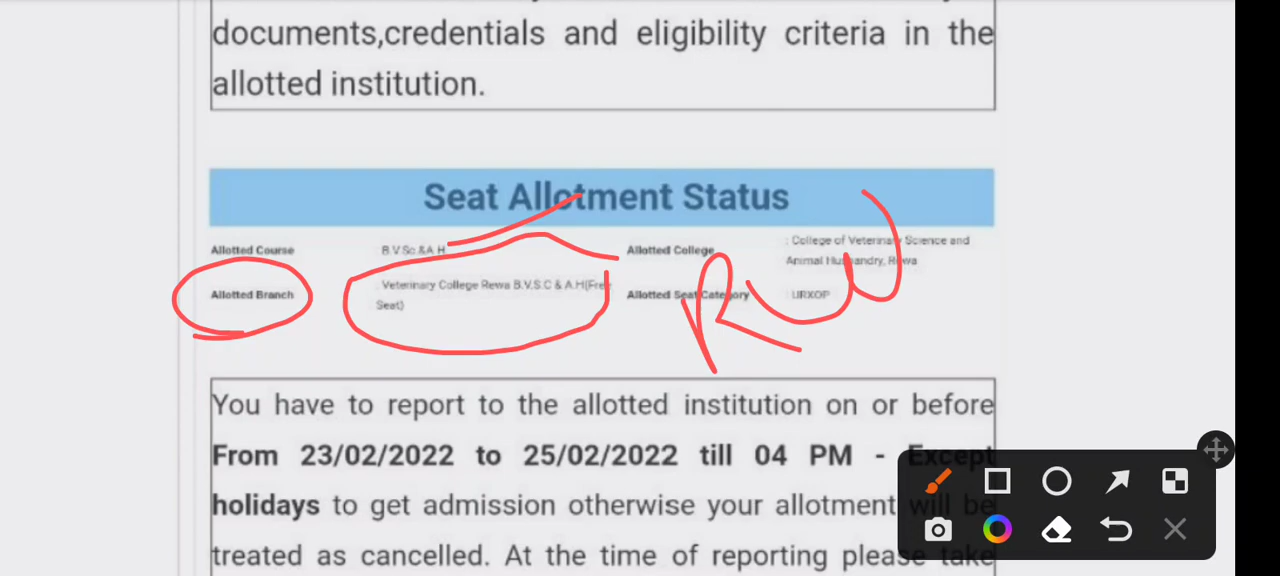 documents,credentials and eligibility criteria in the
allotted institution.
Seat Allotment Status
Allotted Course : B.V.Sc.&A.H. Allotted College : College of Veterinary Science and
Animal Husbandry, Rewa
Allotted Branch : Veterinary College Rewa B.V.S.C & A.H(Free
Seat) Allotted Seat Category : URXOP
You have to report to the allotted institution on or before
From 23/02/2022 to 25/02/2022 till 04 PM - Except
holidays to get admission otherwise your allotment will be
treated as cancelled. At the time of reporting please take